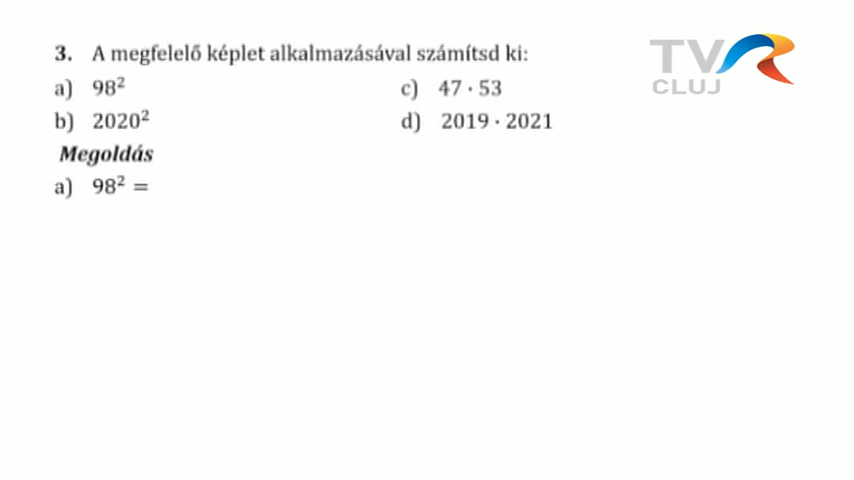 3. A megfelelő képlet alkalmazásával számítsd ki:
a) 98² c) 47 · 53
b) 2020² d) 2019 · 2021
Megoldás
a) 98² =
TVR
CLUJ